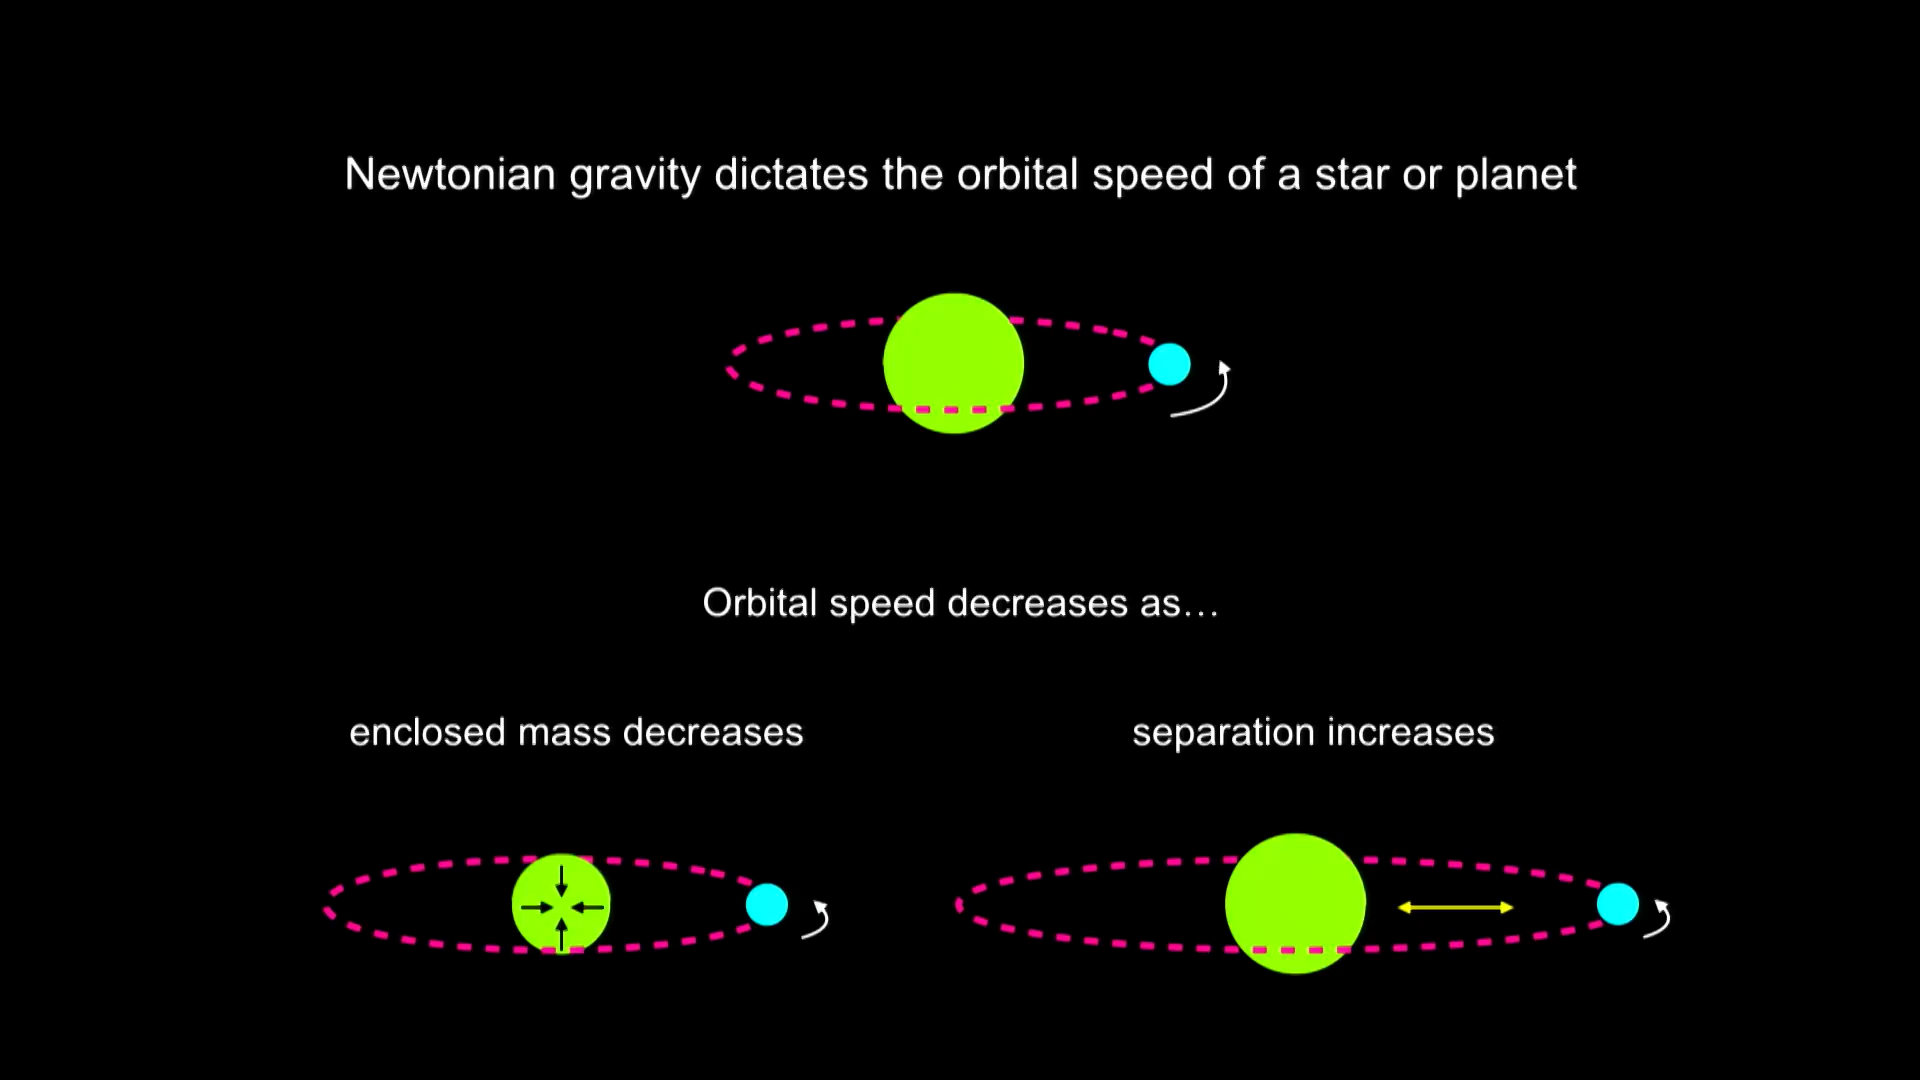 Newtonian gravity dictates the orbital speed of a star or planet
Orbital speed decreases as…
enclosed mass decreases
separation increases